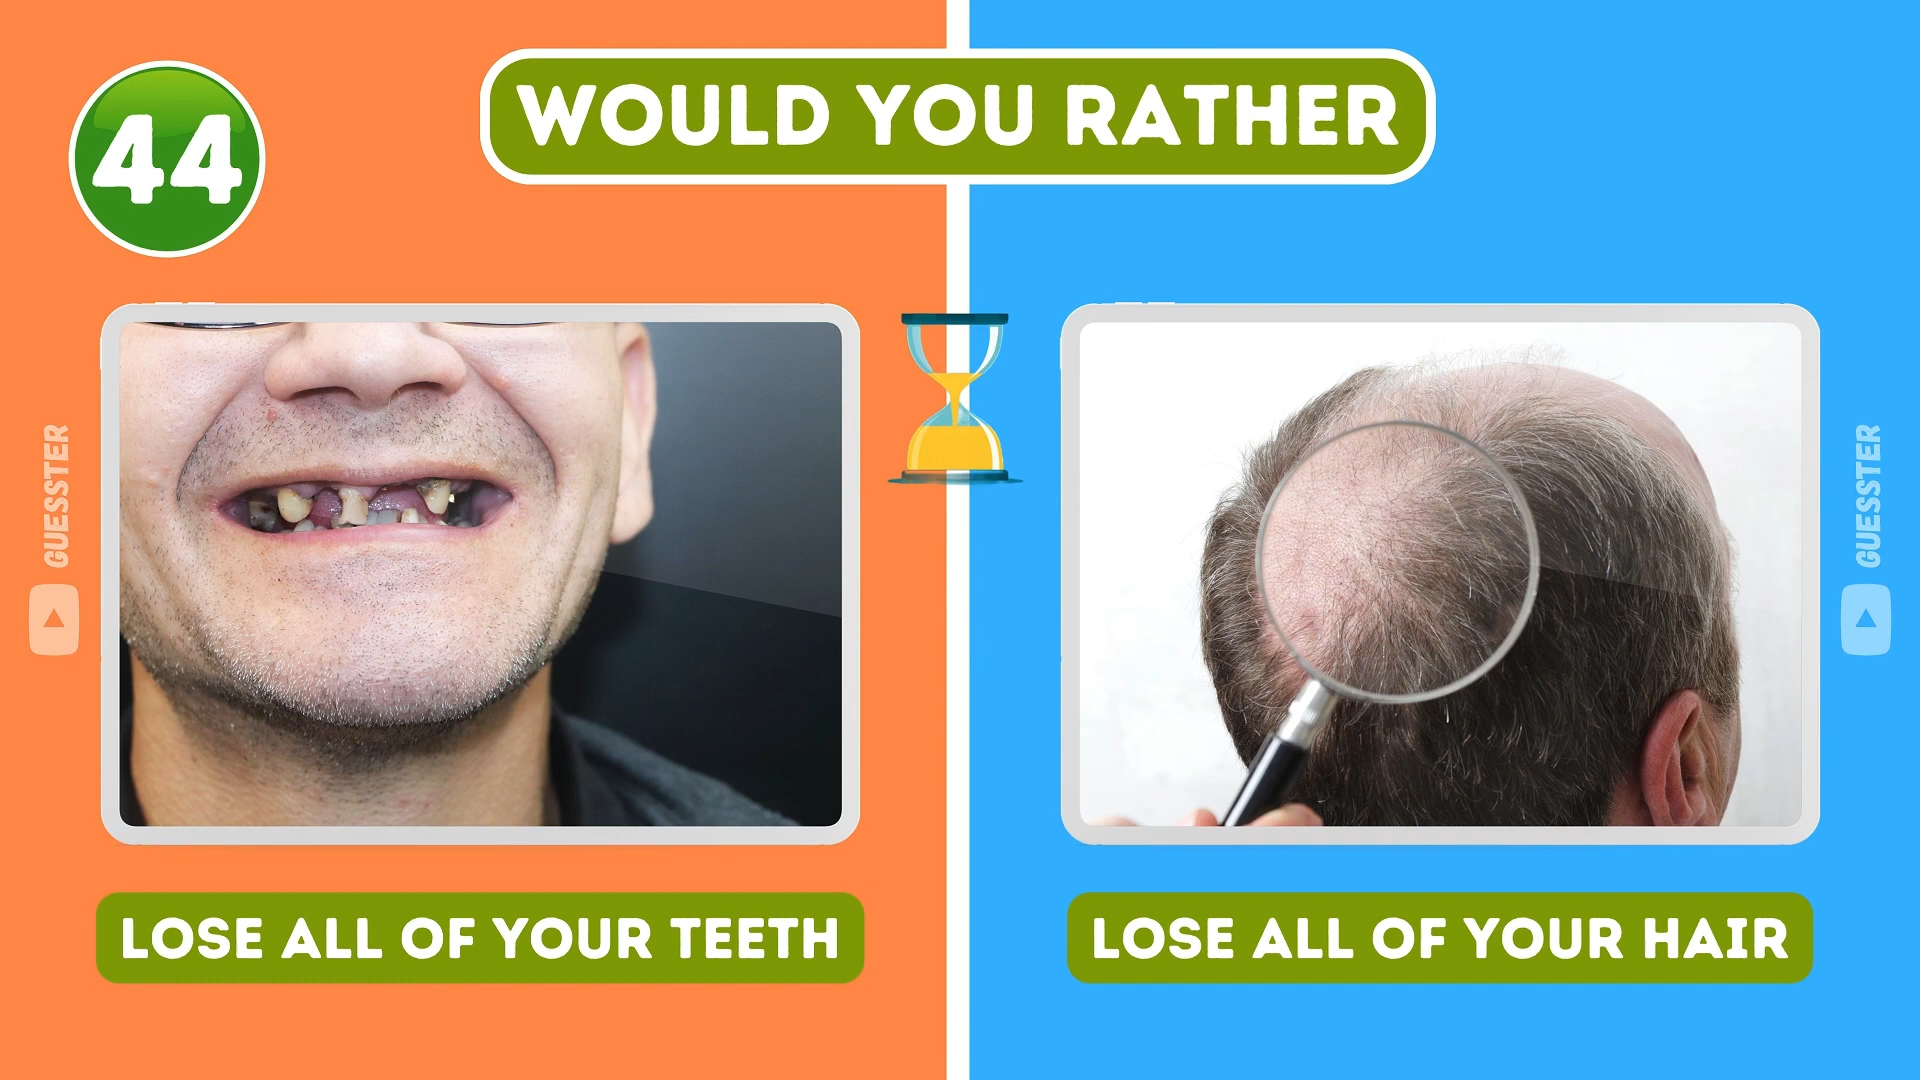 44
WOULD YOU RATHER
GUESSTER
GUESSTER
LOSE ALL OF YOUR TEETH
LOSE ALL OF YOUR HAIR